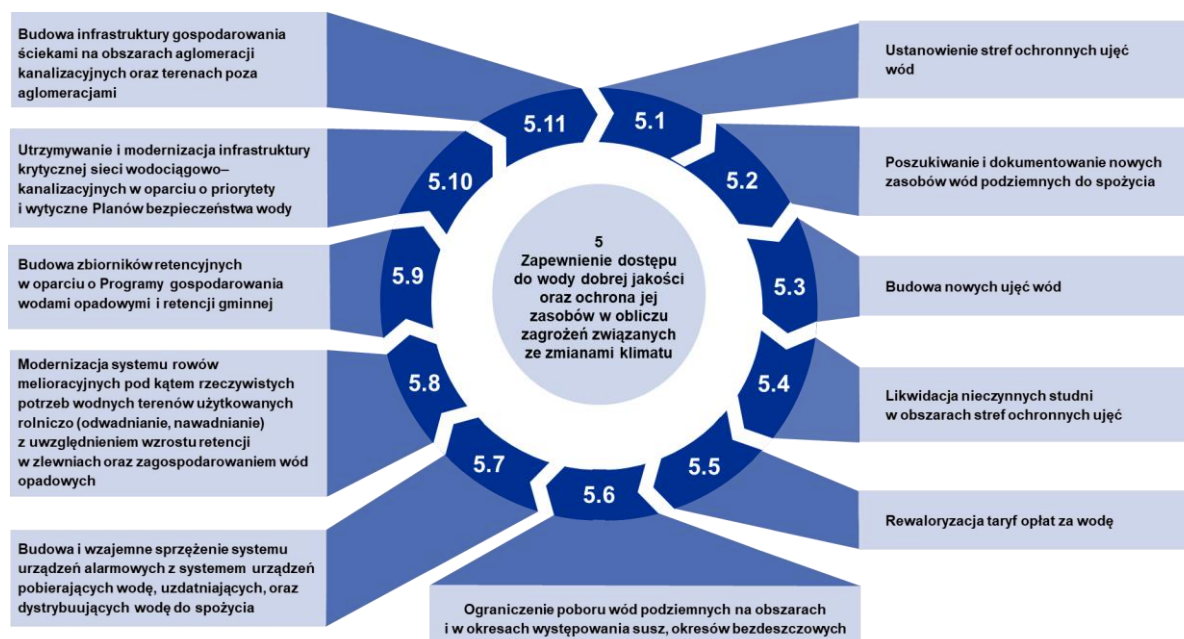 5
Zapewnienie dostępu
do wody dobrej jakości
oraz ochrona jej
zasobów w obliczu
zagrożeń związanych
ze zmianami klimatu
5.1
Ustanowienie stref ochronnych ujęć
wód
5.2
Poszukiwanie i dokumentowanie nowych
zasobów wód podziemnych do spożycia
5.3
Budowa nowych ujęć wód
5.4
Likwidacja nieczynnych studni
w obszarach stref ochronnych ujęć
5.5
Rewaloryzacja taryf opłat za wodę
5.6
Ograniczenie poboru wód podziemnych na obszarach
i w okresach występowania susz, okresów bezdeszczowych
5.7
Budowa i wzajemne sprzężenie systemu
urządzeń alarmowych z systemem urządzeń
pobierających wodę, uzdatniających, oraz
dystrybuujących wodę do spożycia
5.8
Modernizacja systemu rowów
melioracyjnych pod kątem rzeczywistych
potrzeb wodnych terenów użytkowanych
rolniczo (odwadnianie, nawadnianie)
z uwzględnieniem wzrostu retencji
w zlewniach oraz zagospodarowaniem wód
opadowych
5.9
Budowa zbiorników retencyjnych
w oparciu o Programy gospodarowania
wodami opadowymi i retencji gminnej
5.10
Utrzymywanie i modernizacja infrastruktury
krytycznej sieci wodociągowo–
kanalizacyjnych w oparciu o priorytety
i wytyczne Planów bezpieczeństwa wody
5.11
Budowa infrastruktury gospodarowania
ściekami na obszarach aglomeracji
kanalizacyjnych oraz terenach poza
aglomeracjami